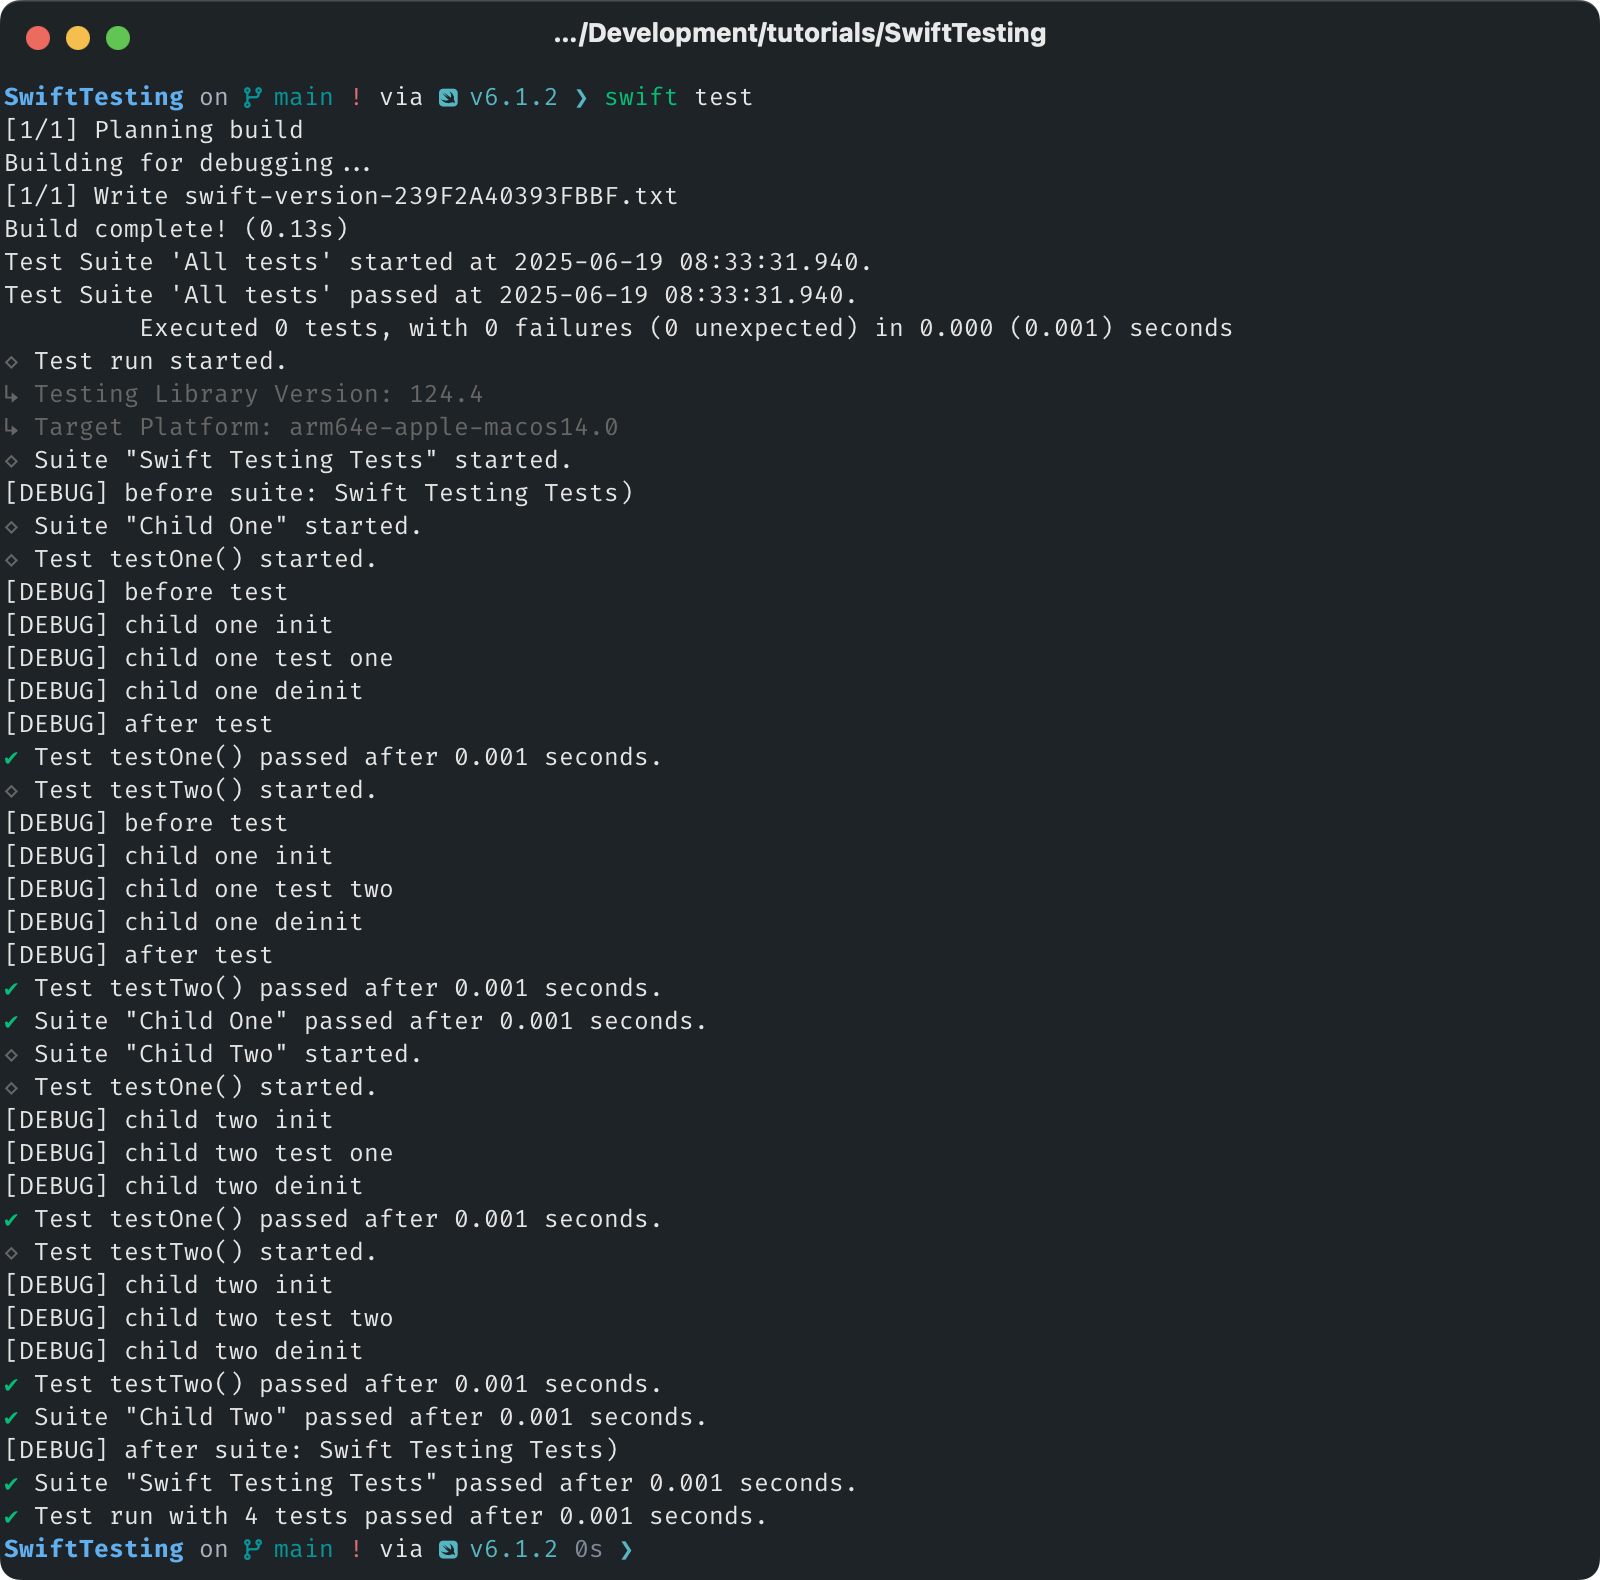 .../Development/tutorials/SwiftTesting
SwiftTesting on main ! via v6.1.2 ❯ swift test
[1/1] Planning build
Building for debugging...
[1/1] Write swift-version-239F2A40393FBBF.txt
Build complete! (0.13s)
Test Suite 'All tests' started at 2025-06-19 08:33:31.940.
Test Suite 'All tests' passed at 2025-06-19 08:33:31.940.
         Executed 0 tests, with 0 failures (0 unexpected) in 0.000 (0.001) seconds
◇ Test run started.
↳ Testing Library Version: 124.4
↳ Target Platform: arm64e-apple-macos14.0
◇ Suite "Swift Testing Tests" started.
[DEBUG] before suite: Swift Testing Tests)
◇ Suite "Child One" started.
◇ Test testOne() started.
[DEBUG] before test
[DEBUG] child one init
[DEBUG] child one test one
[DEBUG] child one deinit
[DEBUG] after test
✔ Test testOne() passed after 0.001 seconds.
◇ Test testTwo() started.
[DEBUG] before test
[DEBUG] child one init
[DEBUG] child one test two
[DEBUG] child one deinit
[DEBUG] after test
✔ Test testTwo() passed after 0.001 seconds.
✔ Suite "Child One" passed after 0.001 seconds.
◇ Suite "Child Two" started.
◇ Test testOne() started.
[DEBUG] child two init
[DEBUG] child two test one
[DEBUG] child two deinit
✔ Test testOne() passed after 0.001 seconds.
◇ Test testTwo() started.
[DEBUG] child two init
[DEBUG] child two test two
[DEBUG] child two deinit
✔ Test testTwo() passed after 0.001 seconds.
✔ Suite "Child Two" passed after 0.001 seconds.
[DEBUG] after suite: Swift Testing Tests)
✔ Suite "Swift Testing Tests" passed after 0.001 seconds.
✔ Test run with 4 tests passed after 0.001 seconds.
SwiftTesting on main ! via v6.1.2 0s ❯